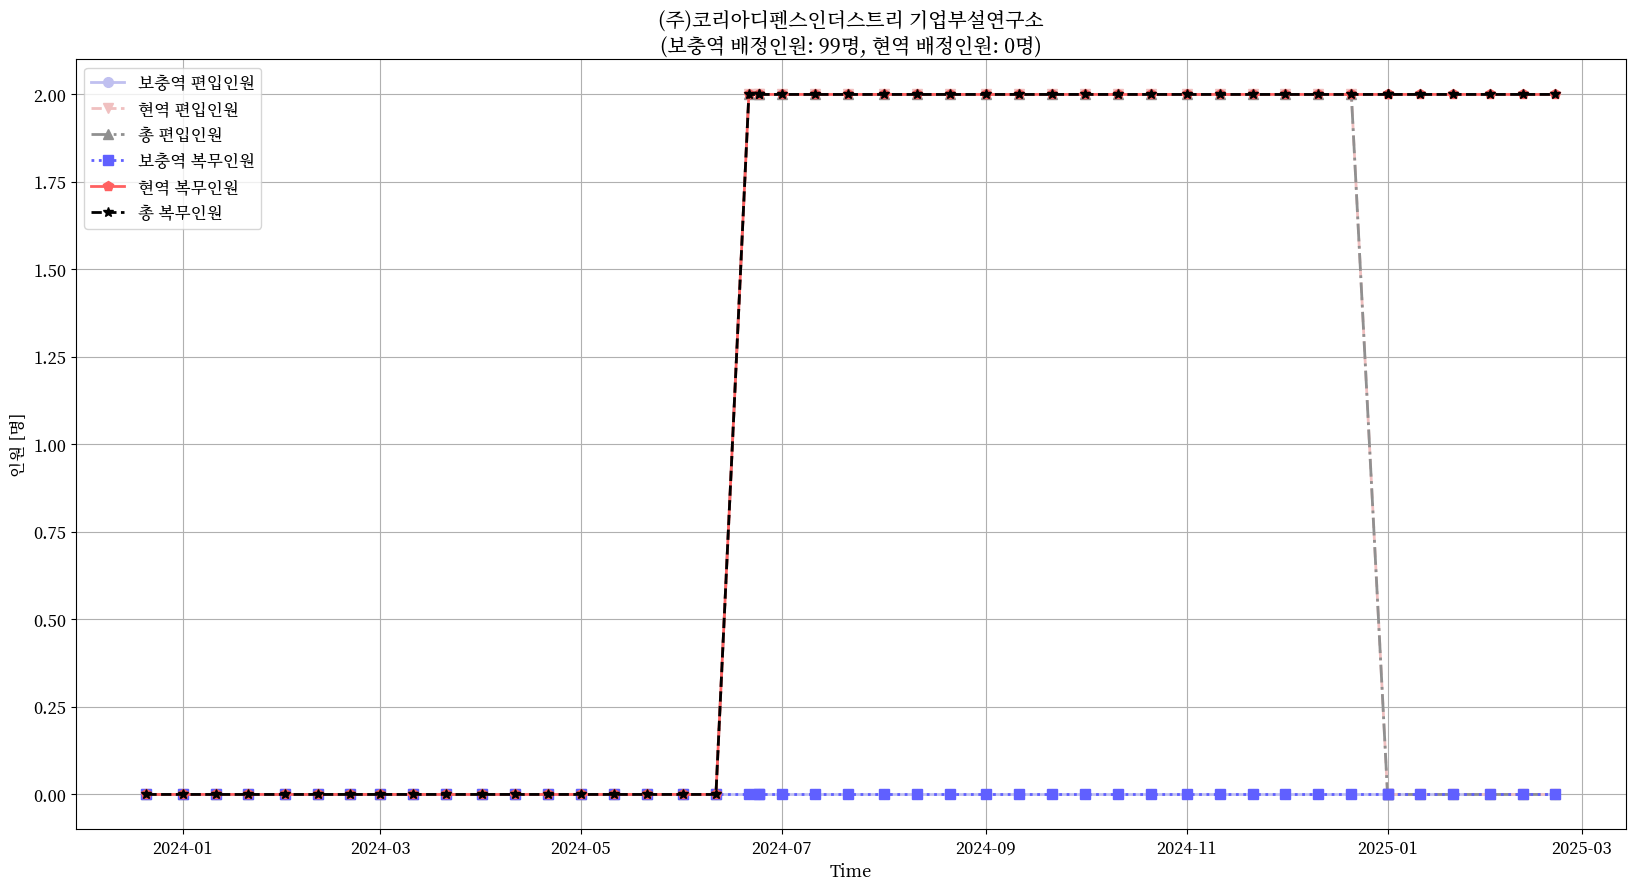 (주)코리아디펜스인더스트리 기업부설연구소
(보충역 배정인원: 99명, 현역 배정인원: 0명)
보충역 편입인원
현역 편입인원
총 편입인원
보충역 복무인원
현역 복무인원
총 복무인원
인원 [명]
2.00
1.75
1.50
1.25
1.00
0.75
0.50
0.25
0.00
2024-01 2024-03 2024-05 2024-07 2024-09 2024-11 2025-01 2025-03
Time